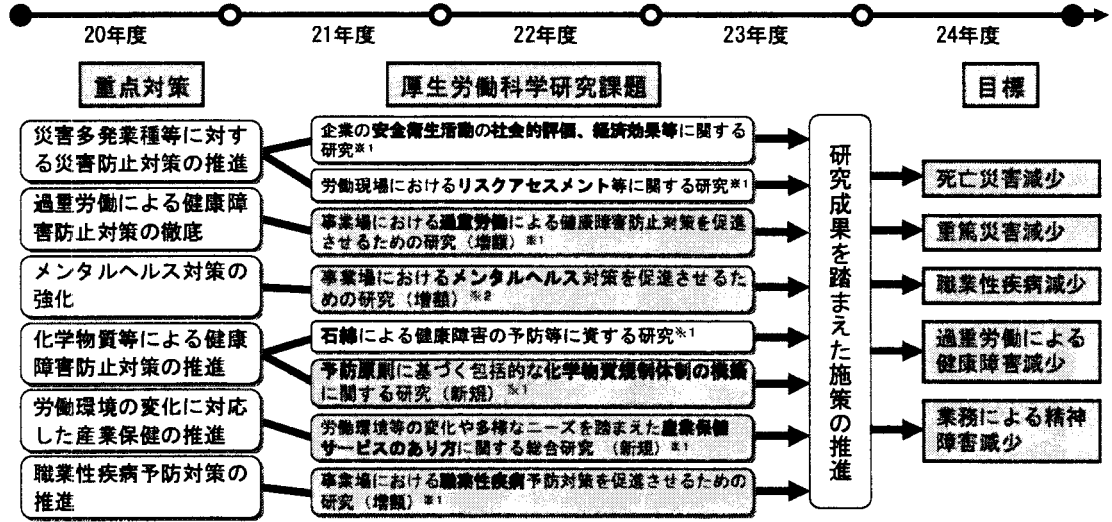 20年度
21年度
22年度
23年度
24年度
重点対策
厚生労働科学研究課題
目標
災害多発業種等に対す
る災害防止対策の推進
過重労働による健康障
害防止対策の徹底
メンタルヘルス対策の
強化
化学物質等による健康
障害防止対策の推進
労働環境の変化に対応
した産業保健の推進
職業性疾病予防対策の
推進
企業の安全衛生活動の社会的評価、経済効果等に関する
研究※1
労働現場におけるリスクアセスメント等に関する研究※1
事業場における過重労働による健康障害防止対策を促進
させるための研究（増額）※1
事業場におけるメンタルヘルス対策を促進させるた
めの研究（増額）※2
石綿による健康障害の予防等に資する研究※1
予防原則に基づく包括的な化学物質規制体制の構築
に関する研究（新規）※1
労働環境等の変化や多様なニーズを踏まえた産業保健
サービスのあり方に関する総合研究（新規）※1
事業場における職業性疾病予防対策を促進させるための
研究（増額）※1
研究成果を踏まえた施策の推進
死亡災害減少
重篤災害減少
職業性疾病減少
過重労働による
健康障害減少
業務による精神
障害減少